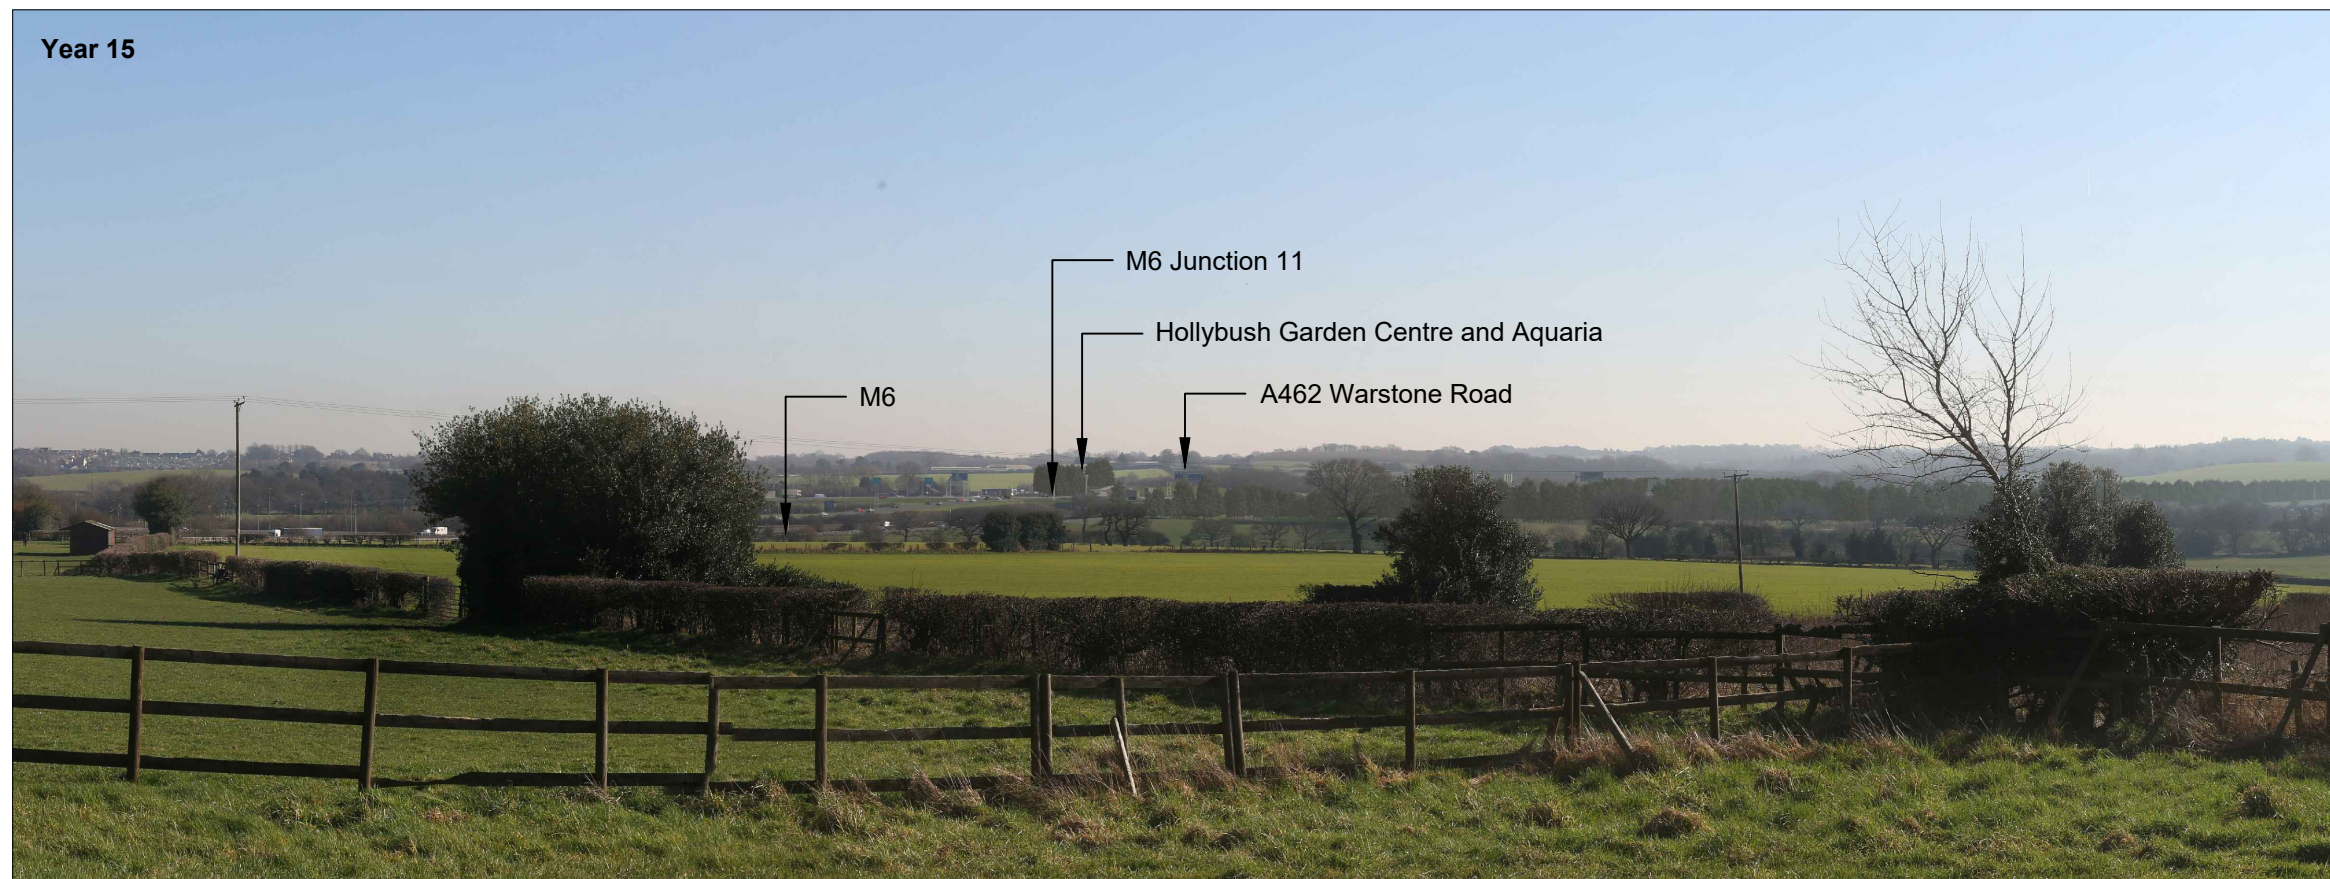 Year 15
M6 Junction 11
Hollybush Garden Centre and Aquaria
A462 Warstone Road
M6